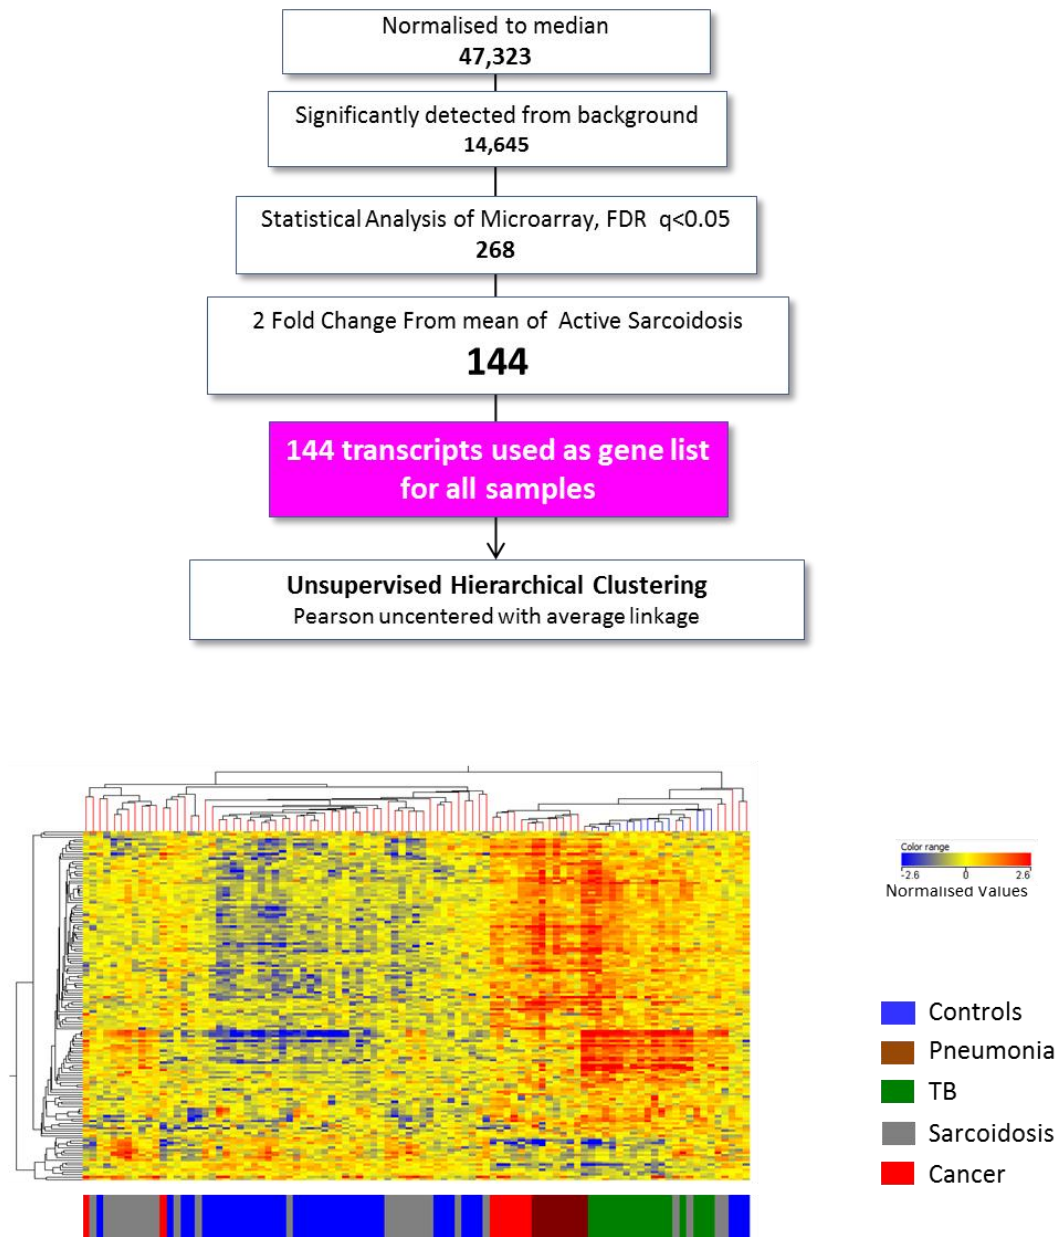 Normalised to median
47,323
Significantly detected from background
14,645
Statistical Analysis of Microarray, FDR q<0.05
268
2 Fold Change From mean of Active Sarcoidosis
144
144 transcripts used as gene list
for all samples
Unsupervised Hierarchical Clustering
Pearson uncentered with average linkage
Color range
-2.6 0 2.6
Normalised Values
Controls
Pneumonia
TB
Sarcoidosis
Cancer